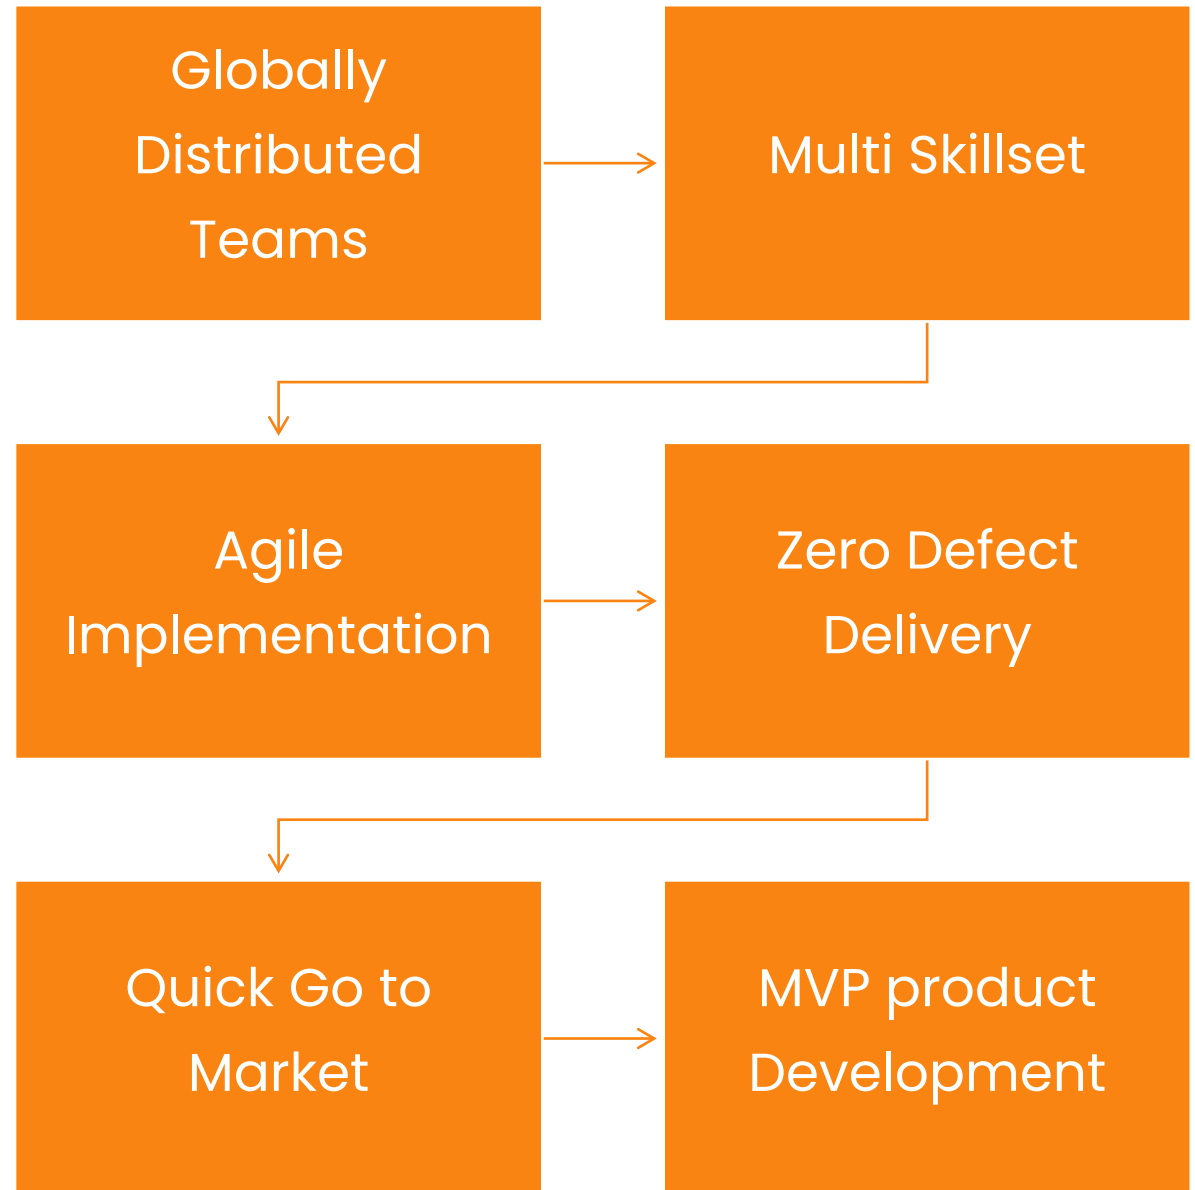 Globally
Distributed
Teams
Multi Skillset
Agile
Implementation
Zero Defect
Delivery
Quick Go to
Market
MVP product
Development